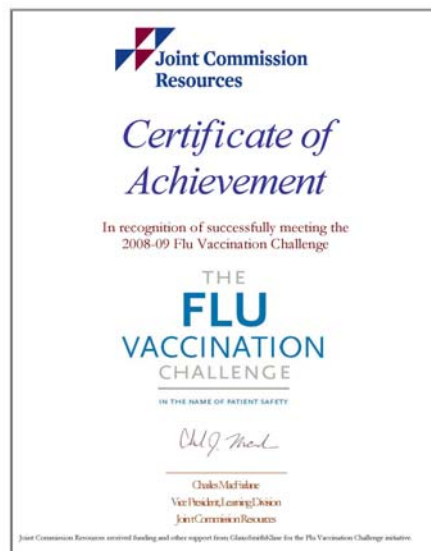 Joint Commission
Resources
Certificate of
Achievement
In recognition of successfully meeting the
2008-09 Flu Vaccination Challenge
THE
FLU
VACCINATION
CHALLENGE
IN THE NAME OF PATIENT SAFETY
Charles MacFarlane
Vice President, Learning Division
Joint Commission Resources
Joint Commission Resources received funding and other support from GlaxoSmithKline for the Flu Vaccination Challenge initiative.